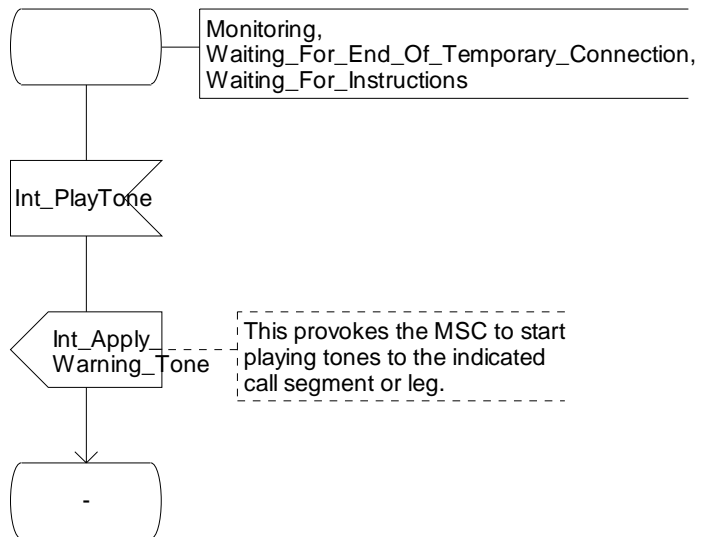 Monitoring,
Waiting_For_End_Of_Temporary_Connection,
Waiting_For_Instructions
Int_PlayTone
Int_Apply_
Warning_Tone
This provokes the MSC to start
playing tones to the indicated
call segment or leg.
-